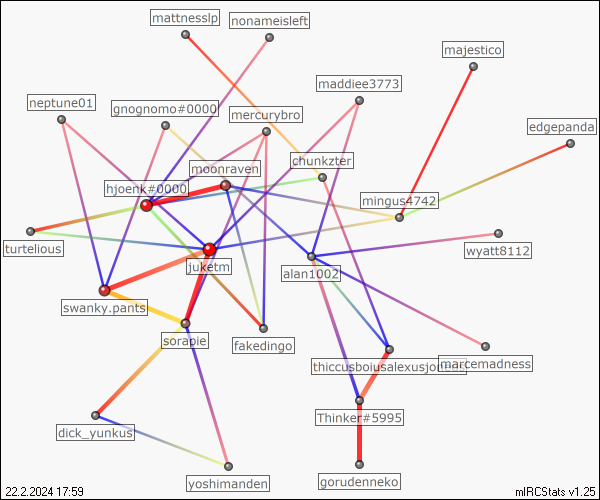 mattnesslp
nonameisleft
majestico
maddiee3773
neptune01
gnognomo#0000
mercurybro
edgepanda
chunkzter
moonraven
hjoenk#0000
mingus4742
turtelious
wyatt8112
juketm
alan1002
swanky.pants
sorapie
fakedingo
thiccusboiusalexusjon
marcemadness
Thinker#5995
dick_yunkus
yoshimanden
gorudenneko
22.2.2024 17:59
mIRCStats v1.25